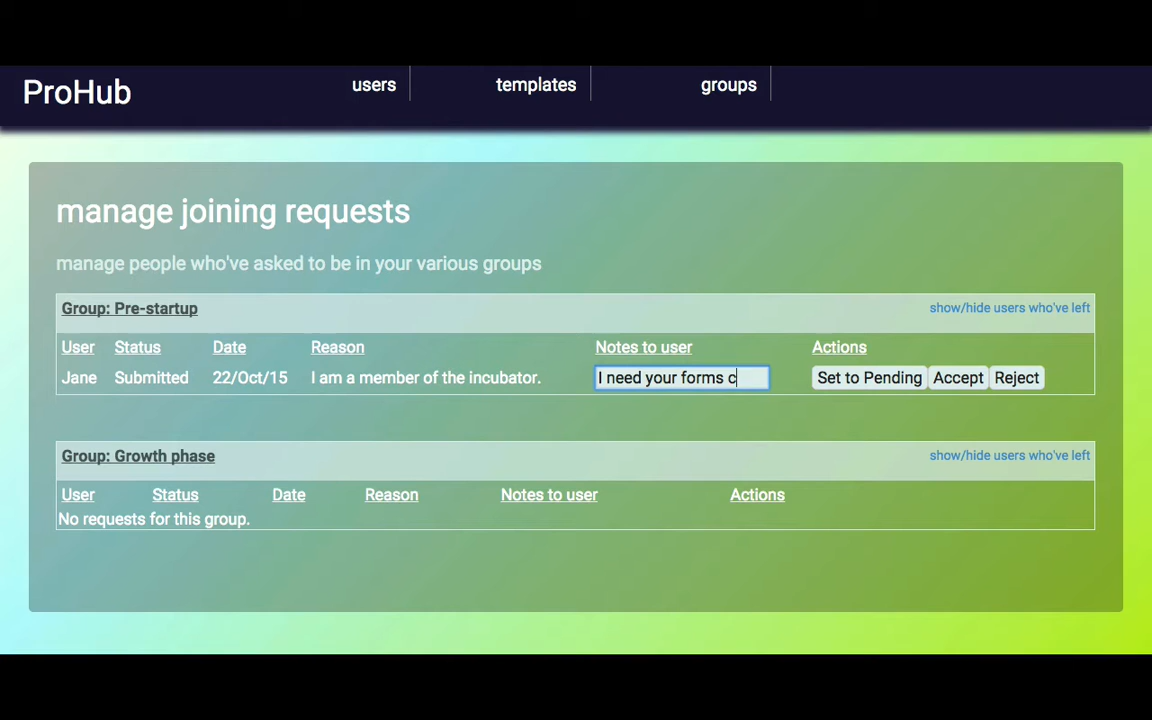 ProHub users templates groups
manage joining requests
manage people who've asked to be in your various groups
Group: Pre-startup show/hide users who've left
User Status Date Reason Notes to user Actions
Jane Submitted 22/Oct/15 I am a member of the incubator. I need your forms c Set to Pending Accept Reject
Group: Growth phase show/hide users who've left
User Status Date Reason Notes to user Actions
No requests for this group.